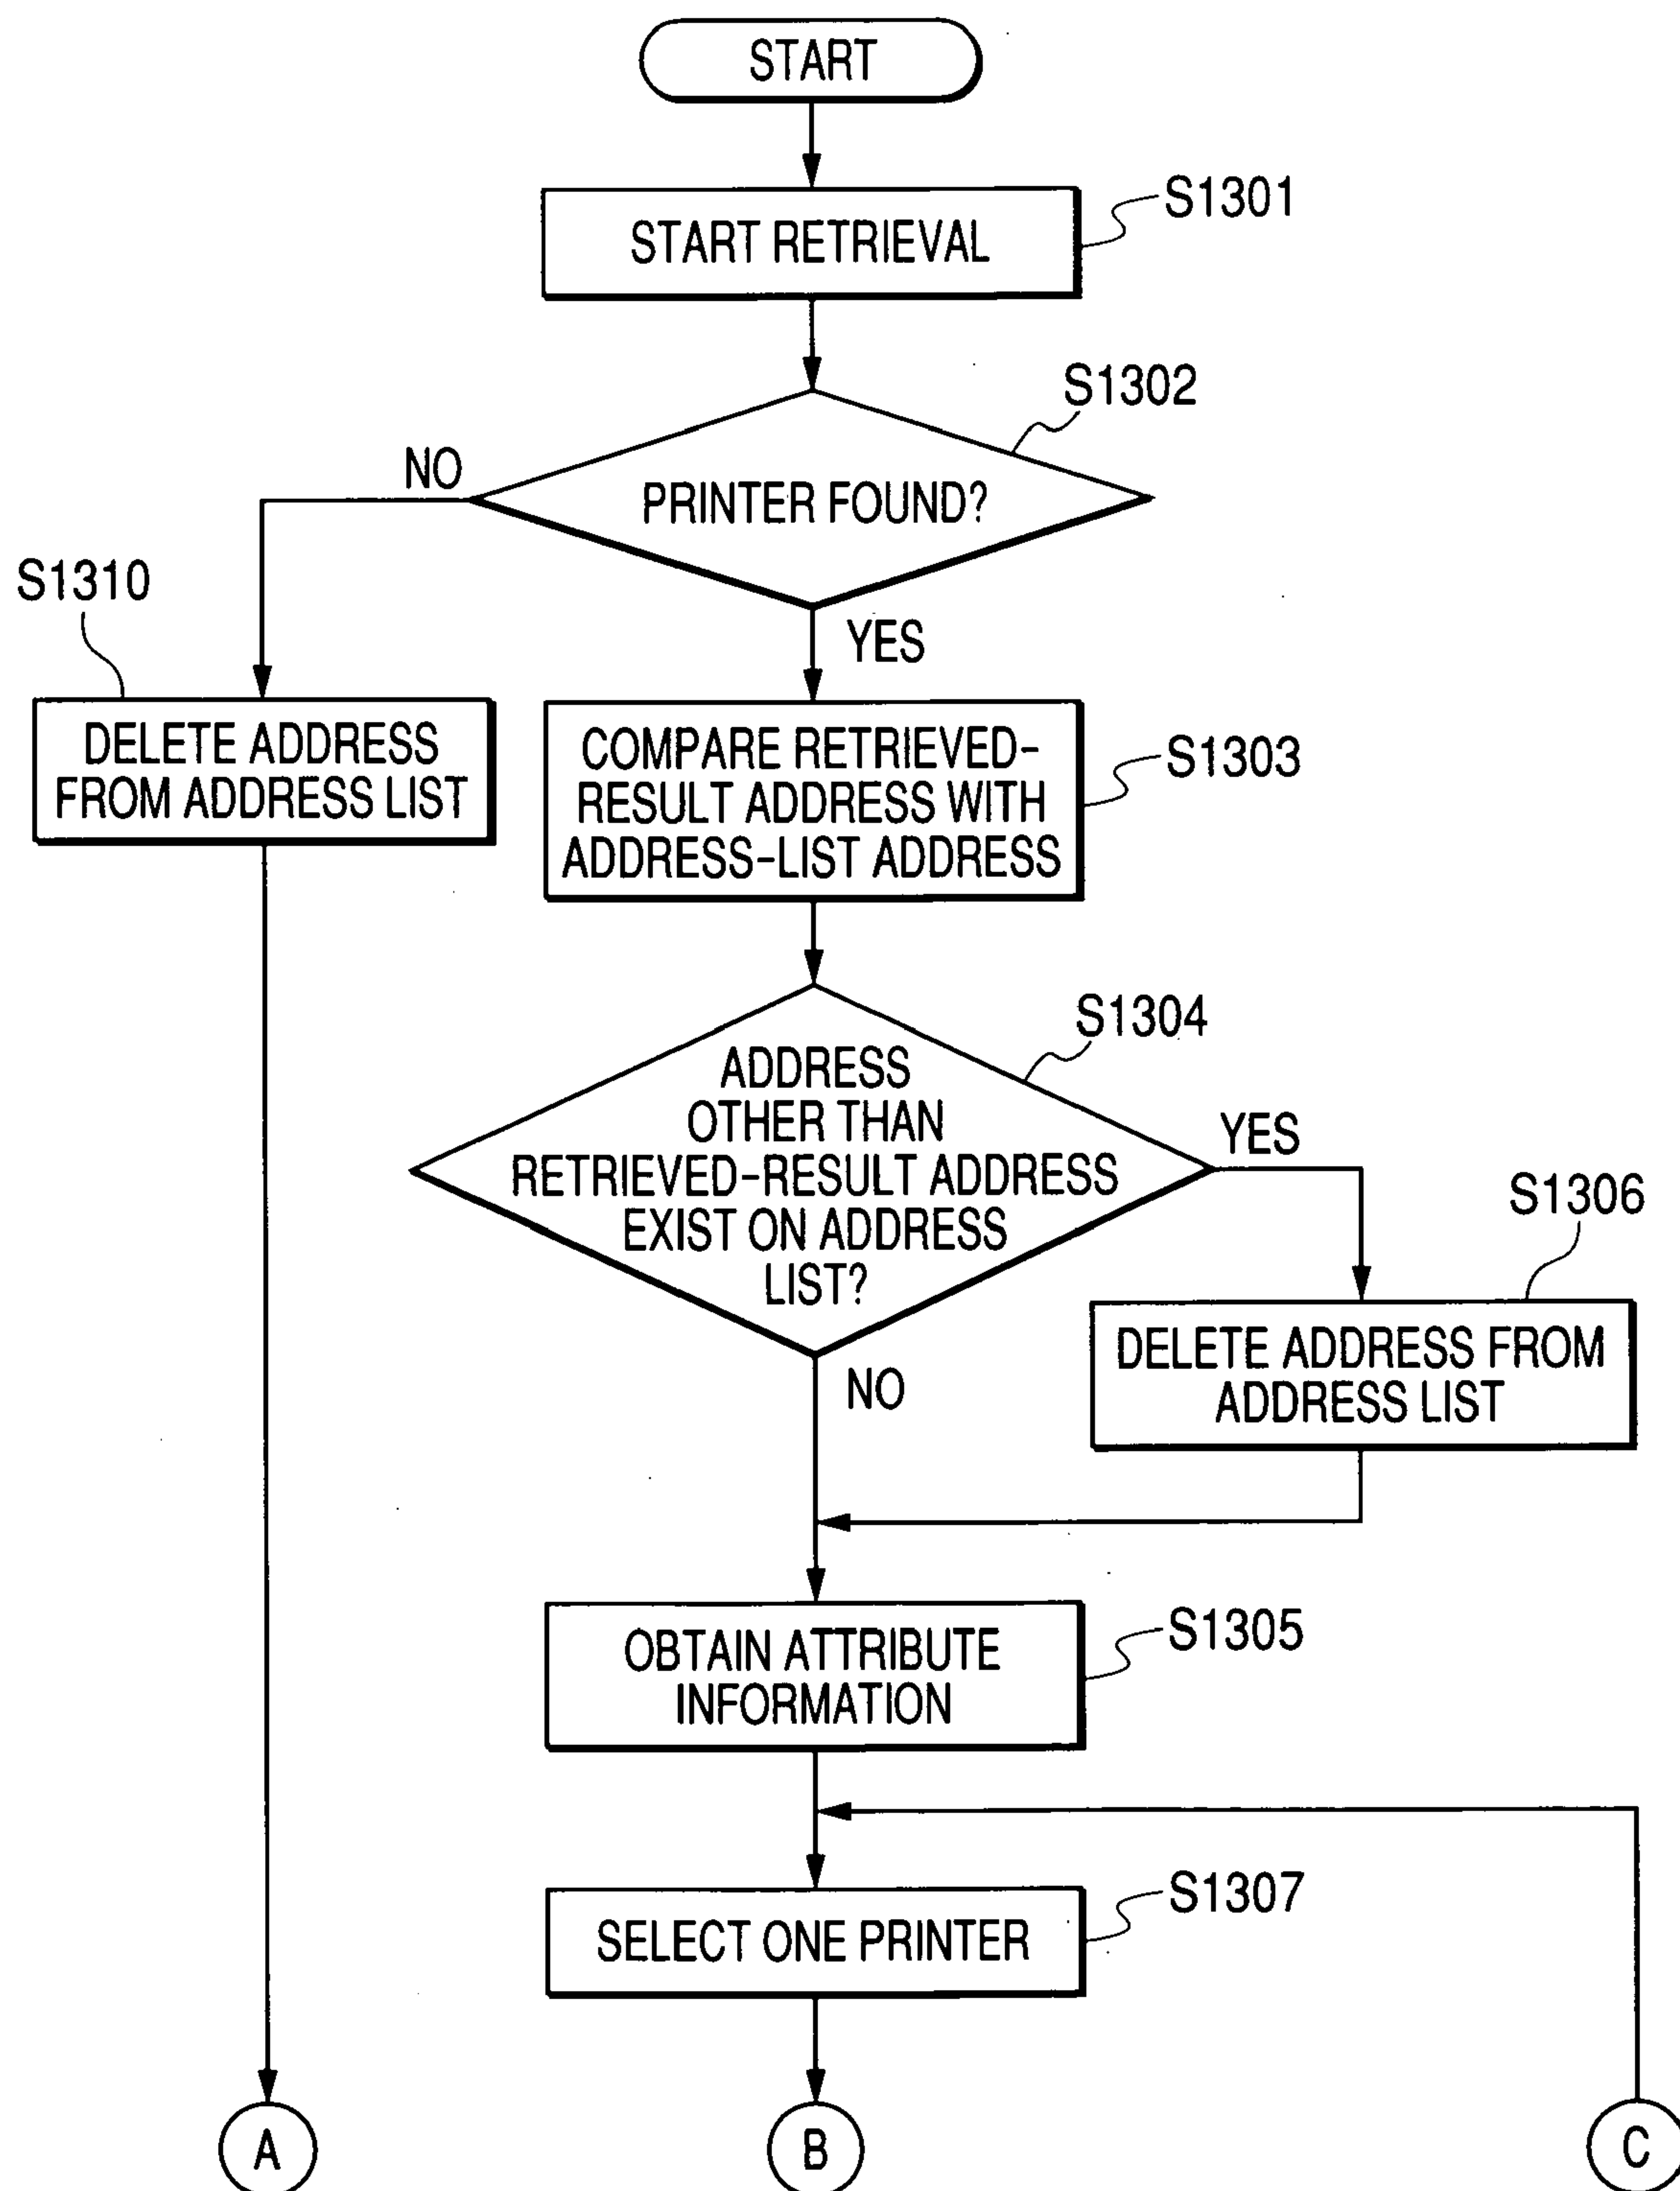 START
S1301
START RETRIEVAL
S1302
NO
PRINTER FOUND?
S1310
YES
DELETE ADDRESS
FROM ADDRESS LIST
COMPARE RETRIEVED-
RESULT ADDRESS WITH
ADDRESS-LIST ADDRESS
S1303
S1304
ADDRESS
OTHER THAN
RETRIEVED-RESULT ADDRESS
EXIST ON ADDRESS
LIST?
YES
S1306
DELETE ADDRESS FROM
ADDRESS LIST
NO
S1305
OBTAIN ATTRIBUTE
INFORMATION
S1307
SELECT ONE PRINTER
A
B
C